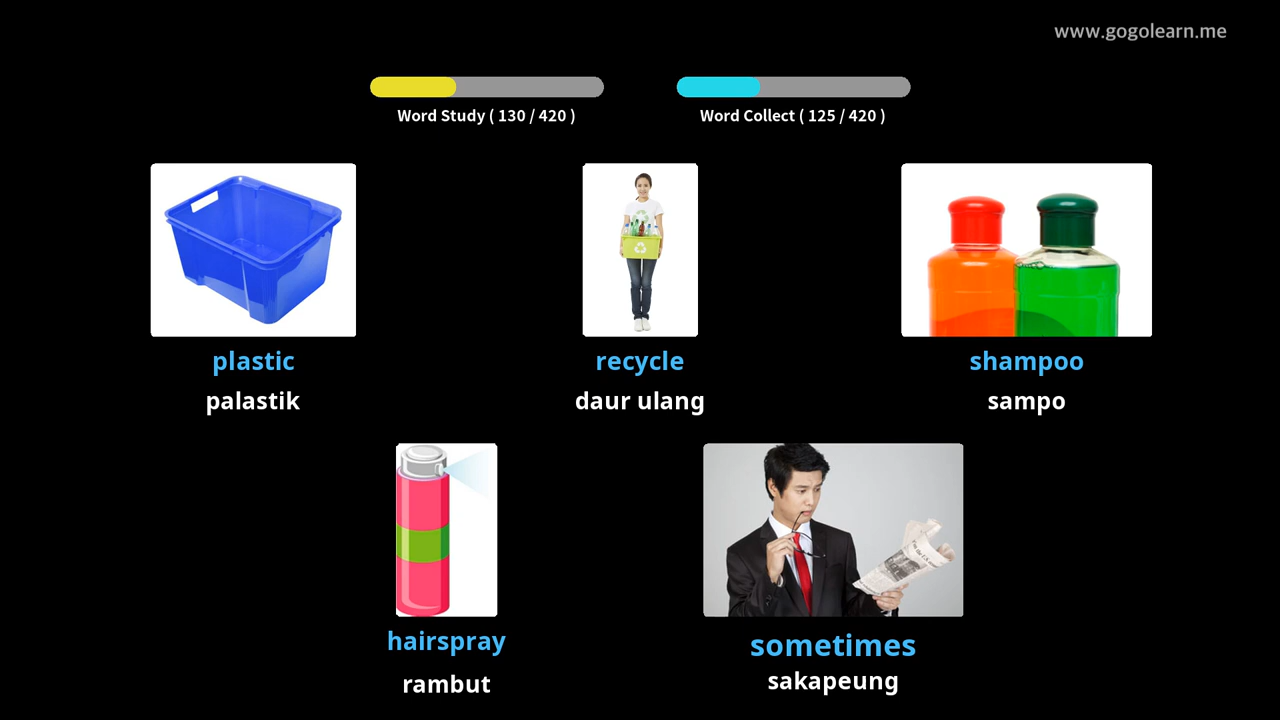 www.gogolearn.me
Word Study ( 130 / 420 )
Word Collect ( 125 / 420 )
plastic
palastik
recycle
daur ulang
shampoo
sampo
hairspray
rambut
sometimes
sakapeung